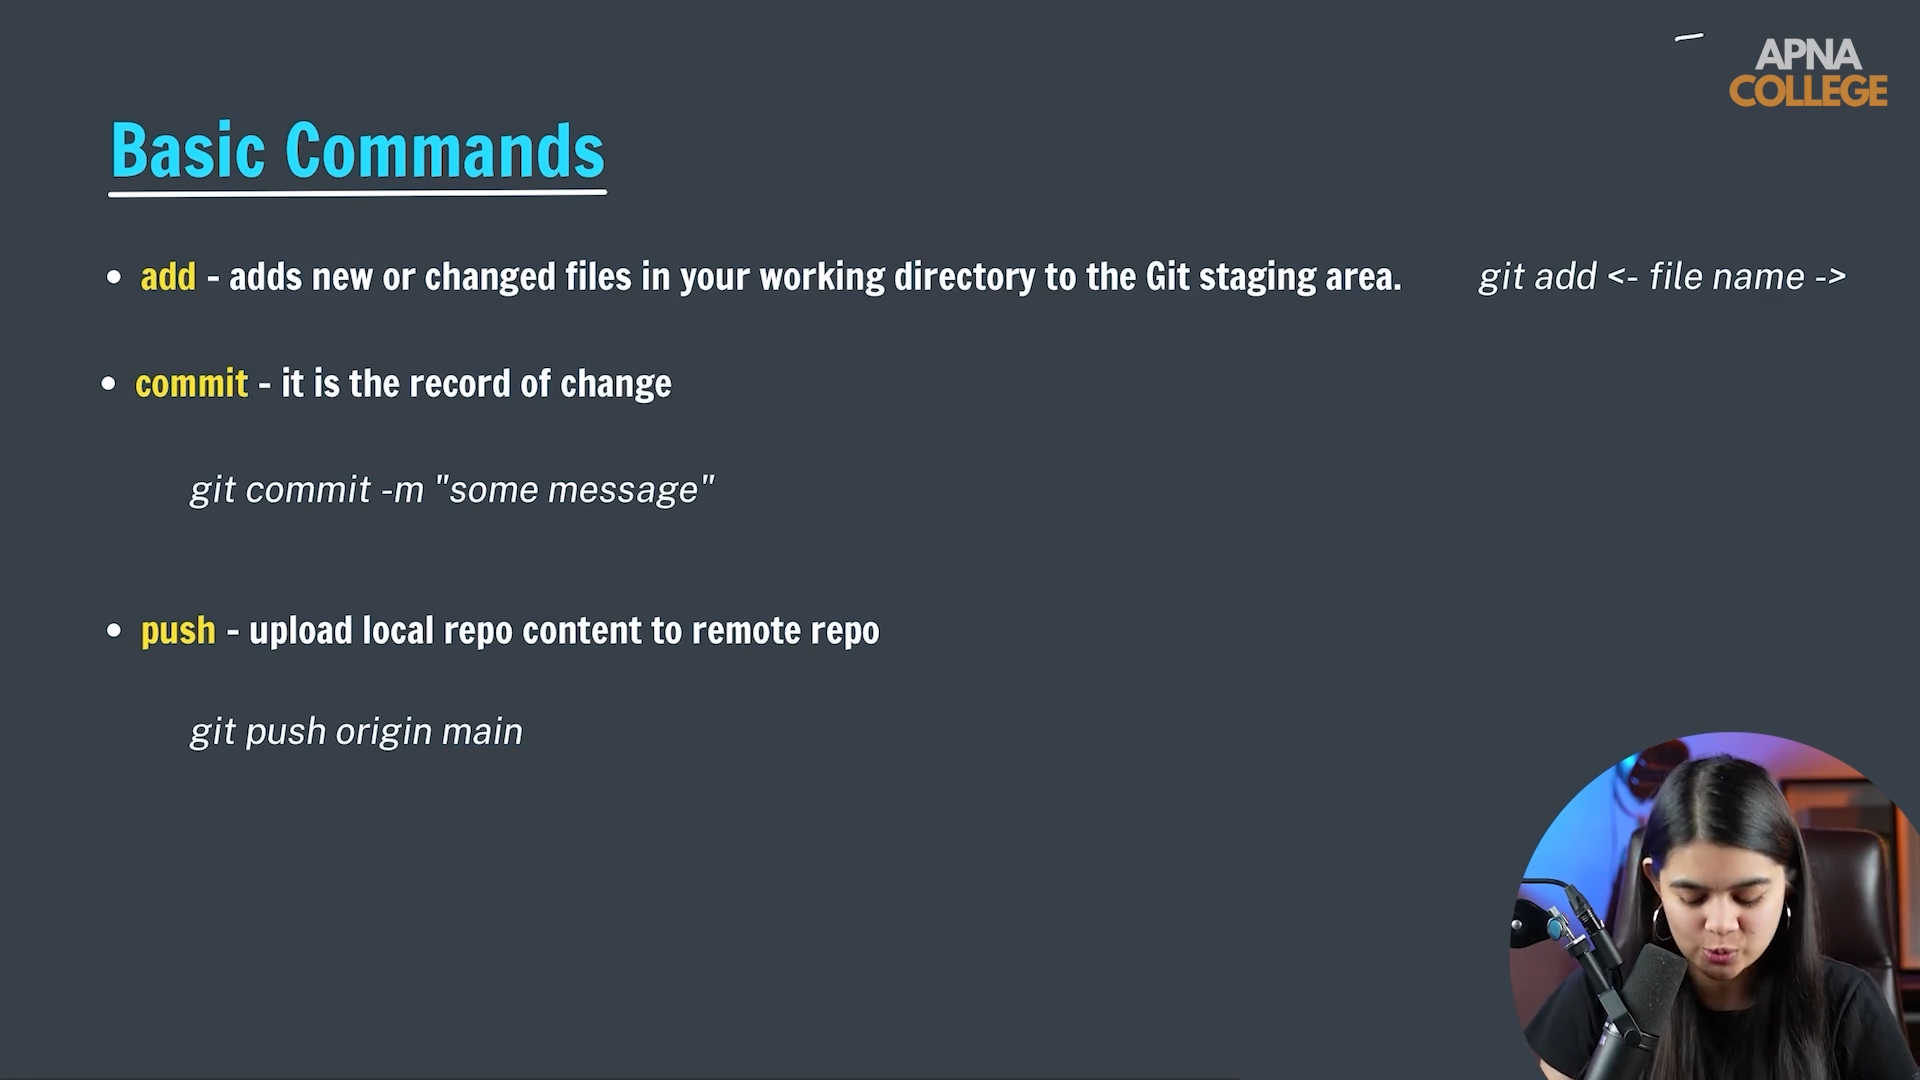 APNA
COLLEGE
Basic Commands
• add - adds new or changed files in your working directory to the Git staging area. git add <- file name ->
• commit - it is the record of change
git commit -m "some message"
• push - upload local repo content to remote repo
git push origin main